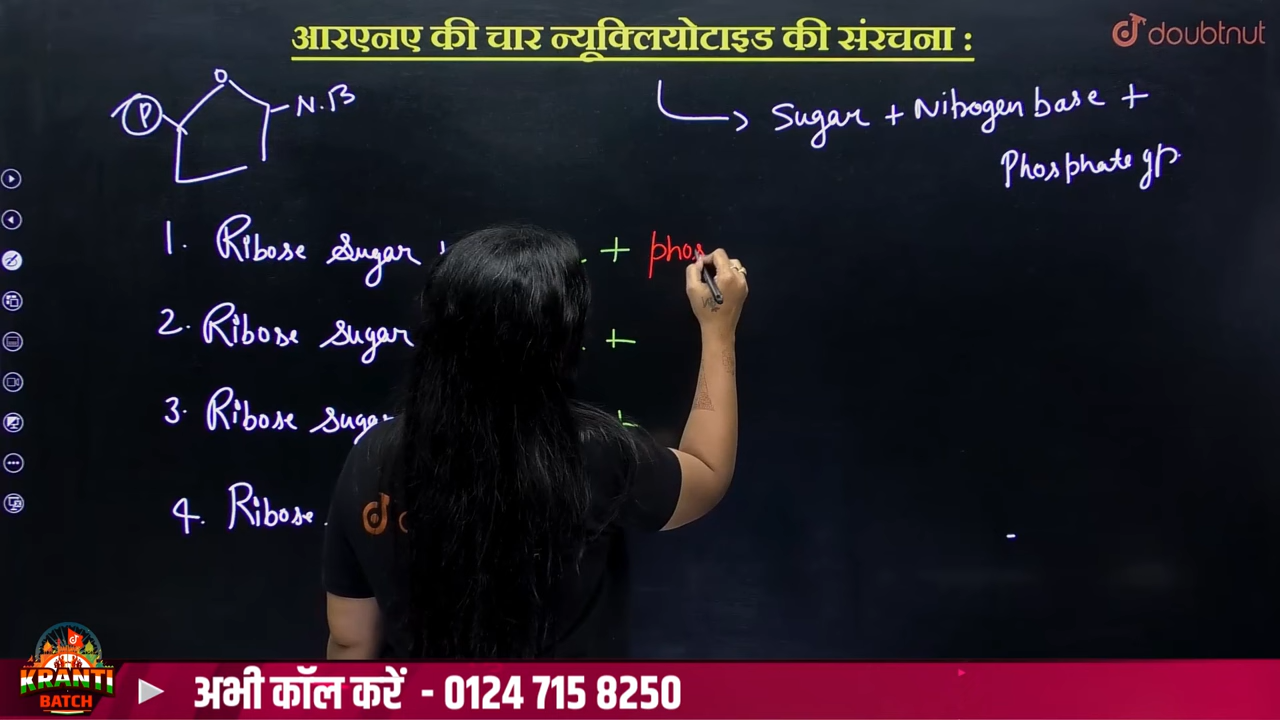 आरएनए की चार न्यूक्लियोटाइड की संरचना :
doubtnut
O
P
N.B
Sugar + Nitrogen base +
Phosphate gp.
1. Ribose Sugar + phos
2. Ribose Sugar +
3. Ribose Sugar +
4. Ribose
KRANTI
BATCH
अभी कॉल करें - 0124 715 8250